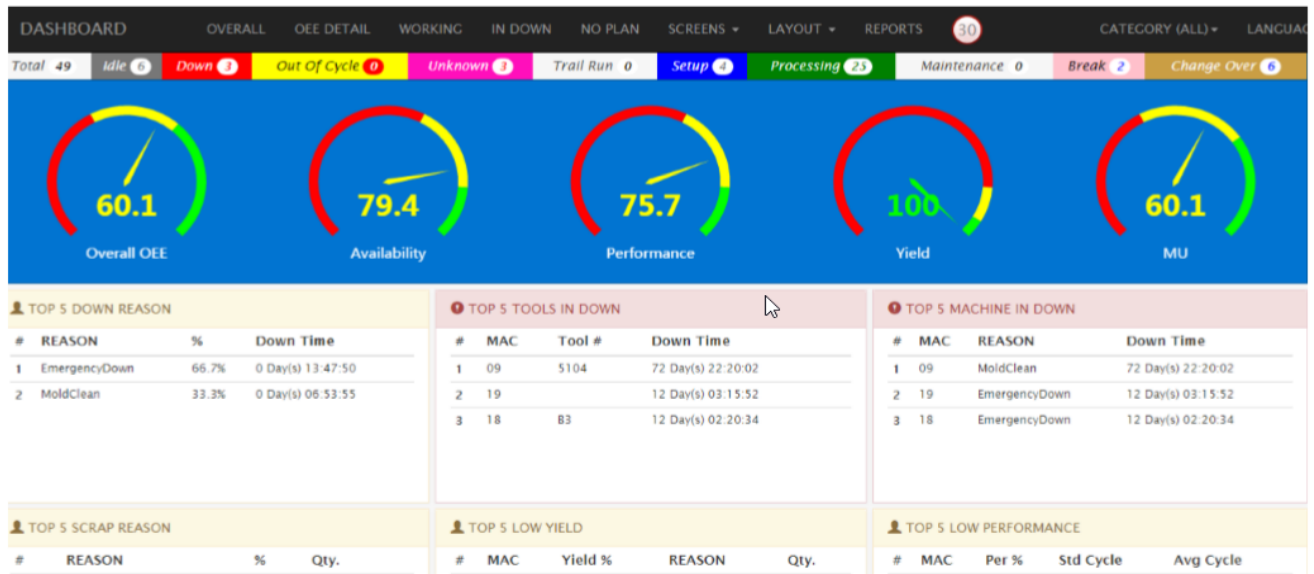 DASHBOARD OVERALL OEE DETAIL WORKING IN DOWN NO PLAN SCREENS LAYOUT REPORTS 30 CATEGORY (ALL) LANGUAG
Total 49 Idle 6 Down 3 Out Of Cycle 0 Unknown 3 Trail Run 0 Setup 4 Processing 25 Maintenance 0 Break 2 Change Over 6
60.1 79.4 75.7 100 60.1
Overall OEE Availability Performance Yield MU
TOP 5 DOWN REASON
# REASON % Down Time
1 EmergencyDown 66.7% 0 Day(s) 13:47:50
2 MoldClean 33.3% 0 Day(s) 06:53:55
TOP 5 TOOLS IN DOWN
# MAC Tool # Down Time
1 09 5104 72 Day(s) 22:20:02
2 19 12 Day(s) 03:15:52
3 18 B3 12 Day(s) 02:20:34
TOP 5 MACHINE IN DOWN
# MAC REASON Down Time
1 09 MoldClean 72 Day(s) 22:20:02
2 19 EmergencyDown 12 Day(s) 03:15:52
3 18 EmergencyDown 12 Day(s) 02:20:34
TOP 5 SCRAP REASON
# REASON % Qty.
TOP 5 LOW YIELD
# MAC Yield % REASON Qty.
TOP 5 LOW PERFORMANCE
# MAC Per % Std Cycle Avg Cycle